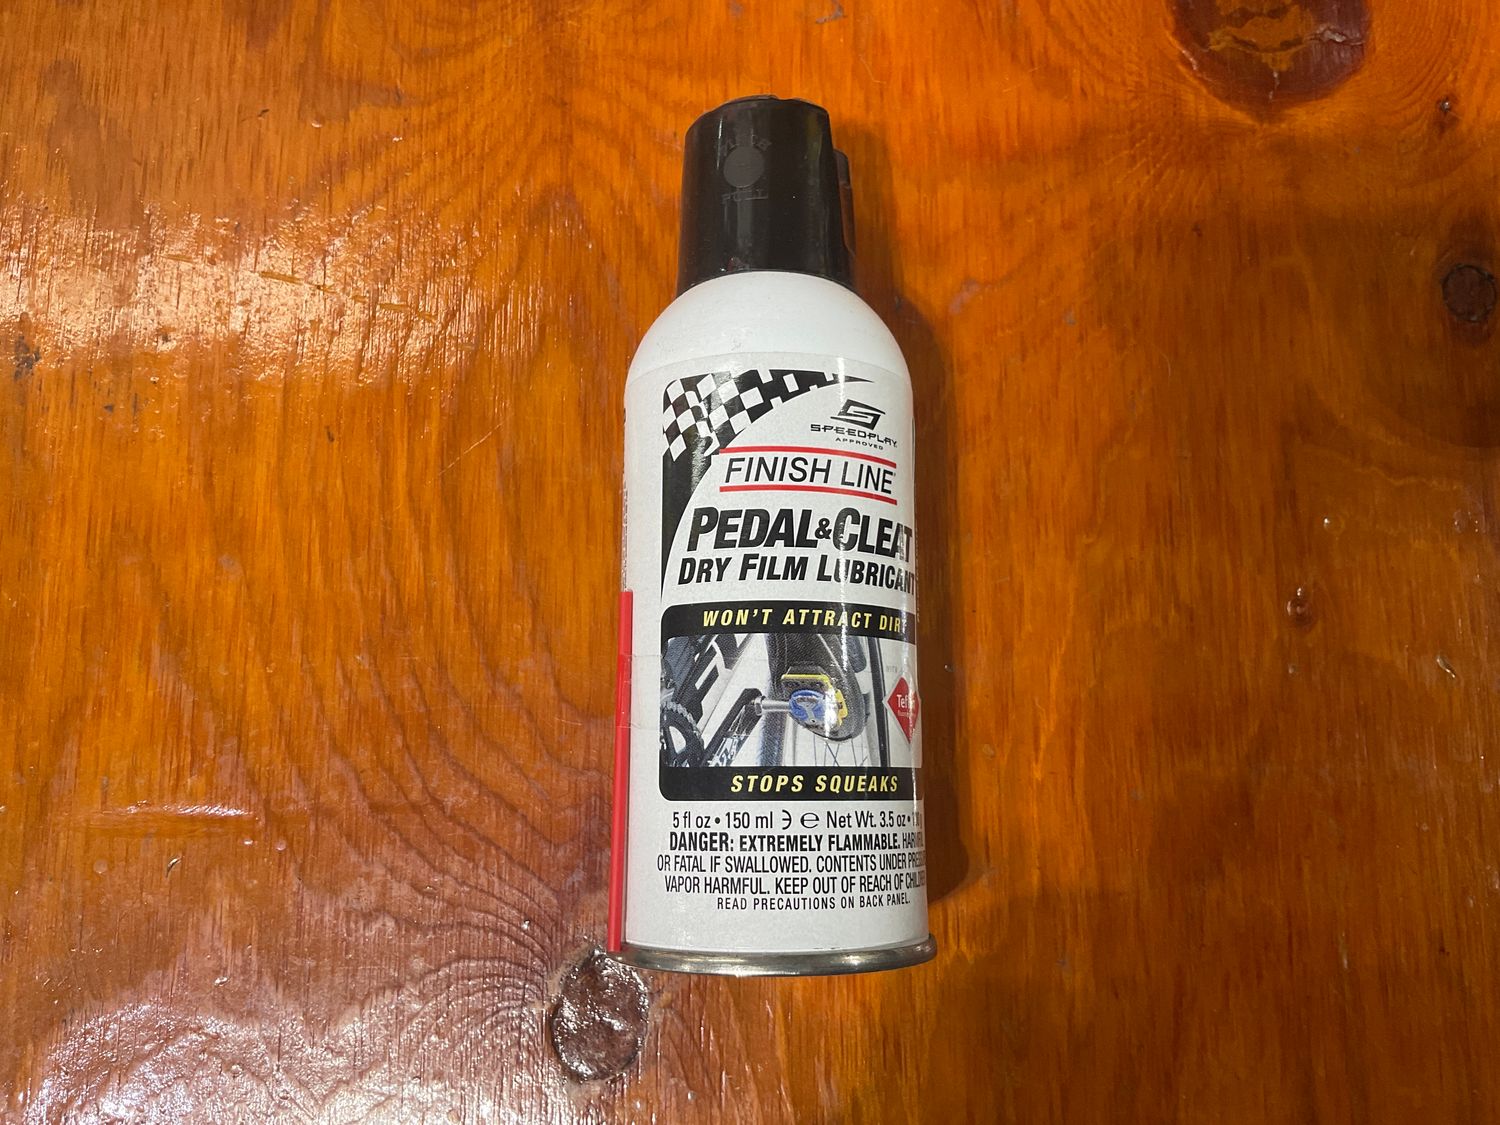 SPEEDPLAY
APPROVED
FINISH LINE
PEDAL & CLEAT
DRY FILM LUBRICANT
WON'T ATTRACT DIRT
STOPS SQUEAKS
5 fl oz • 150 ml ℮ Net Wt. 3.5 oz •
DANGER: EXTREMELY FLAMMABLE.
OR FATAL IF SWALLOWED. CONTENTS UNDER
VAPOR HARMFUL. KEEP OUT OF REACH OF
READ PRECAUTIONS ON BACK PANEL.